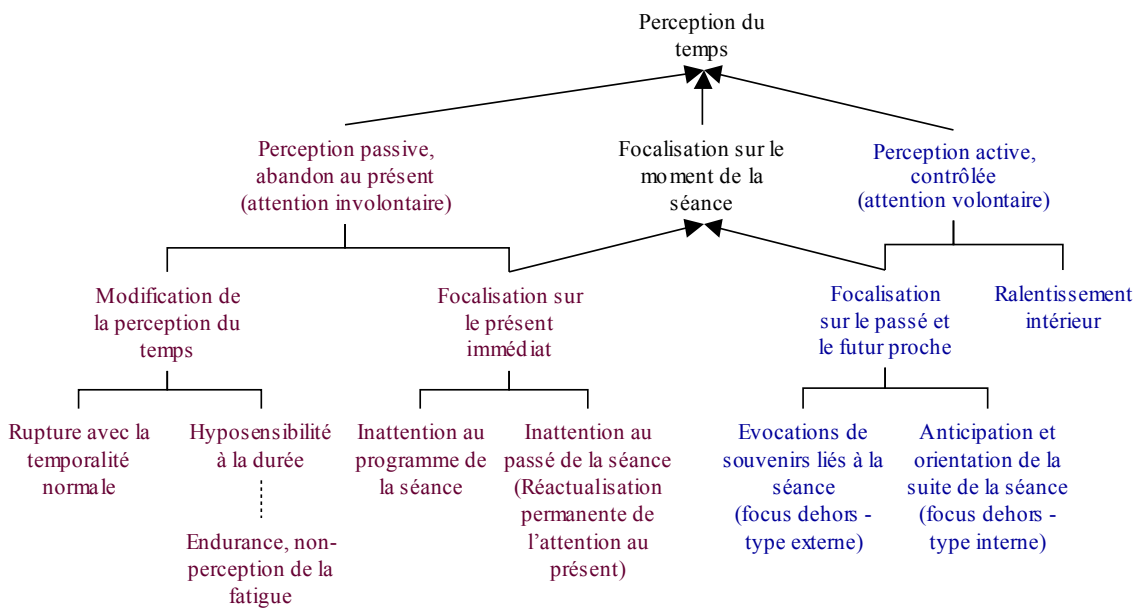 Perception du
temps
Perception passive,
abandon au présent
(attention involontaire)
Focalisation sur le
moment de la
séance
Perception active,
contrôlée
(attention volontaire)
Modification de
la perception du
temps
Focalisation sur
le présent
immédiat
Focalisation
sur le passé et
le futur proche
Ralentissement
intérieur
Rupture avec la
temporalité
normale
Hyposensibilité
à la durée
Inattention au
programme de
la séance
Inattention au
passé de la séance
(Réactualisation
permanente de
l'attention au
présent)
Evocations de
souvenirs liés à la
séance
(focus dehors -
type externe)
Anticipation et
orientation de la
suite de la séance
(focus dehors -
type interne)
Endurance, non-
perception de la
fatigue